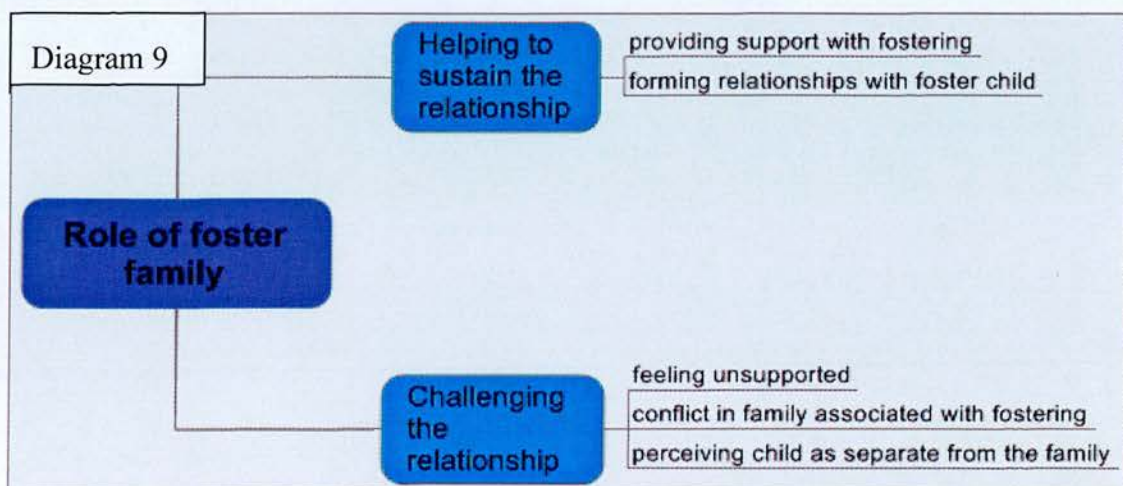 Diagram 9
Helping to
sustain the
relationship
providing support with fostering
forming relationships with foster child
Role of foster
family
Challenging
the
relationship
feeling unsupported
conflict in family associated with fostering
perceiving child as separate from the family